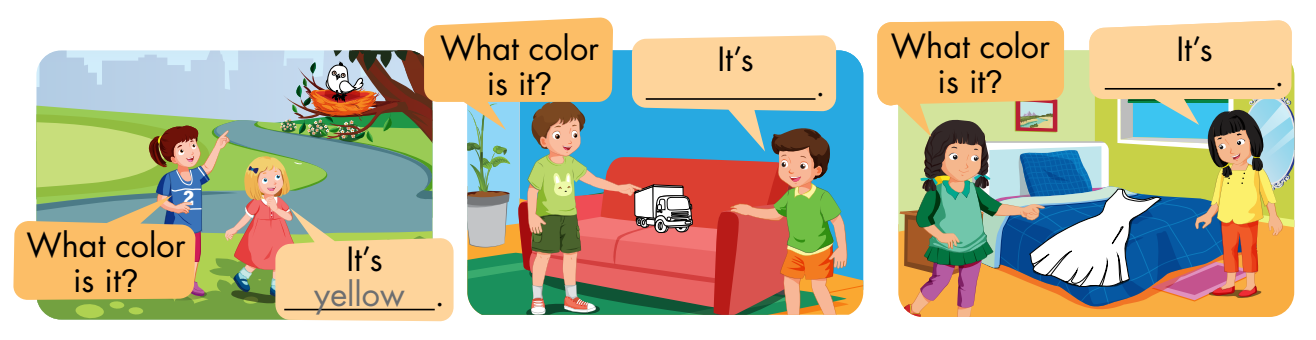 What color
is it?
It's
yellow.
What color
is it?
It's
.
What color
is it?
It's
.
2